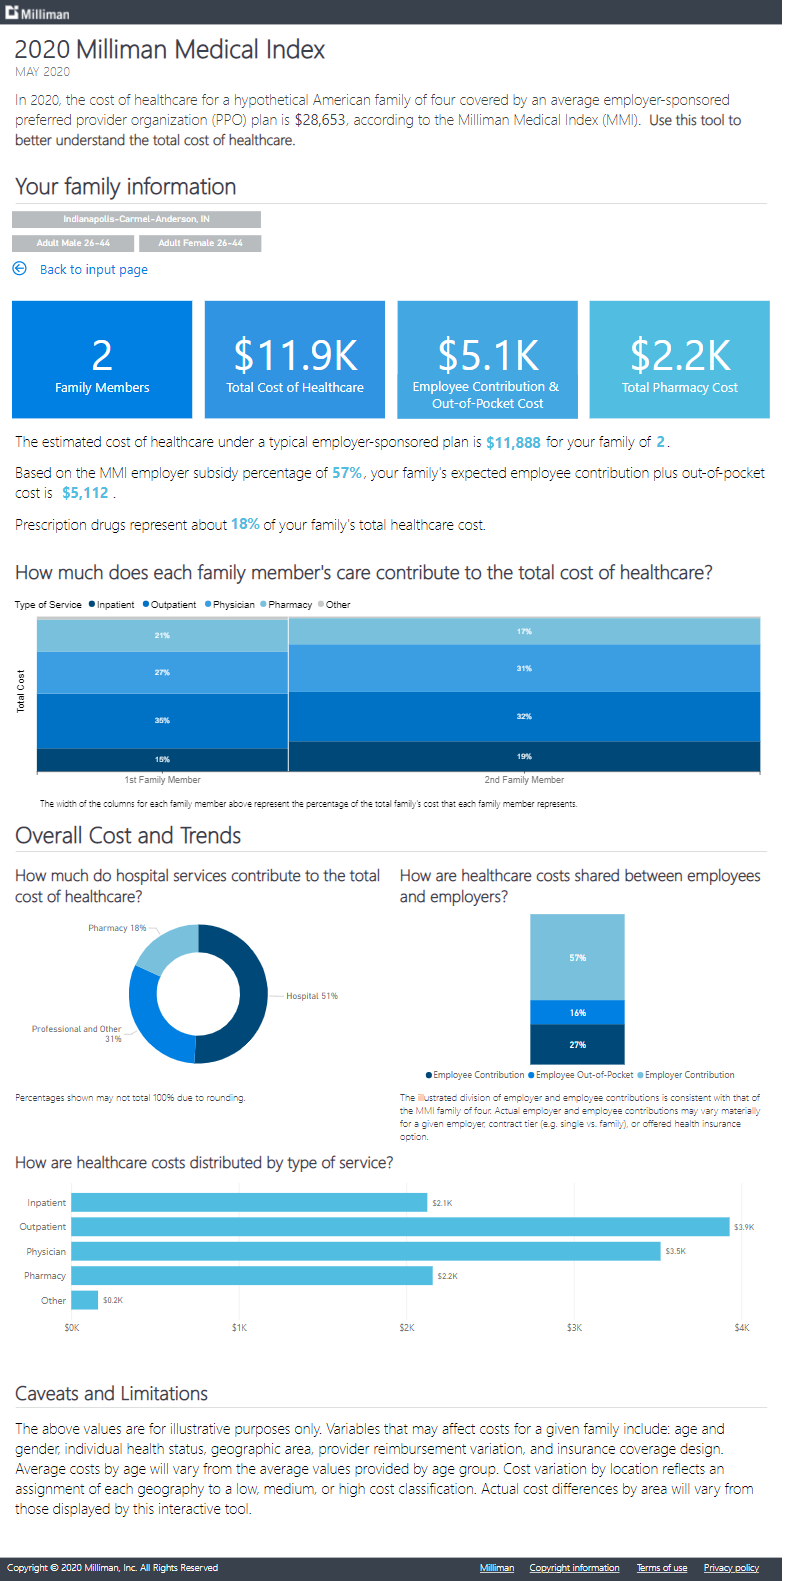 Milliman
2020 Milliman Medical Index
MAY 2020
In 2020, the cost of healthcare for a hypothetical American family of four covered by an average employer-sponsored
preferred provider organization (PPO) plan is $28,653, according to the Milliman Medical Index (MMI). Use this tool to
better understand the total cost of healthcare.
Your family information
Indianapolis-Carmel-Anderson, IN
Adult Male 26-44 Adult Female 26-44
Back to input page
2
Family Members
$11.9K
Total Cost of Healthcare
$5.1K
Employee Contribution &
Out-of-Pocket Cost
$2.2K
Total Pharmacy Cost
The estimated cost of healthcare under a typical employer-sponsored plan is $11,888 for your family of 2.
Based on the MMI employer subsidy percentage of 57%, your family's expected employee contribution plus out-of-pocket
cost is $5,112 .
Prescription drugs represent about 18% of your family's total healthcare cost.
How much does each family member's care contribute to the total cost of healthcare?
Type of Service Inpatient Outpatient Physician Pharmacy Other
Total Cost
21%
27%
35%
15%
17%
31%
32%
19%
1st Family Member
2nd Family Member
The width of the columns for each family member above represent the percentage of the total family's cost that each family member represents.
Overall Cost and Trends
How much do hospital services contribute to the total
cost of healthcare?
Pharmacy 18%
Hospital 51%
Professional and Other
31%
Percentages shown may not total 100% due to rounding.
How are healthcare costs shared between employees
and employers?
57%
16%
27%
Employee Contribution Employee Out-of-Pocket Employer Contribution
The illustrated division of employer and employee contributions is consistent with that of
the MMI family of four. Actual employer and employee contributions may vary materially
for a given employer, contract tier (e.g. single vs. family), or offered health insurance
option.
How are healthcare costs distributed by type of service?
Inpatient $2.1K
Outpatient $3.9K
Physician $3.5K
Pharmacy $2.2K
Other $0.2K
$0K $1K $2K $3K $4K
Caveats and Limitations
The above values are for illustrative purposes only. Variables that may affect costs for a given family include: age and
gender, individual health status, geographic area, provider reimbursement variation, and insurance coverage design.
Average costs by age will vary from the average values provided by age group. Cost variation by location reflects an
assignment of each geography to a low, medium, or high cost classification. Actual cost differences by area will vary from
those displayed by this interactive tool.
Copyright © 2020 Milliman, Inc. All Rights Reserved
Milliman Copyright information Terms of use Privacy policy